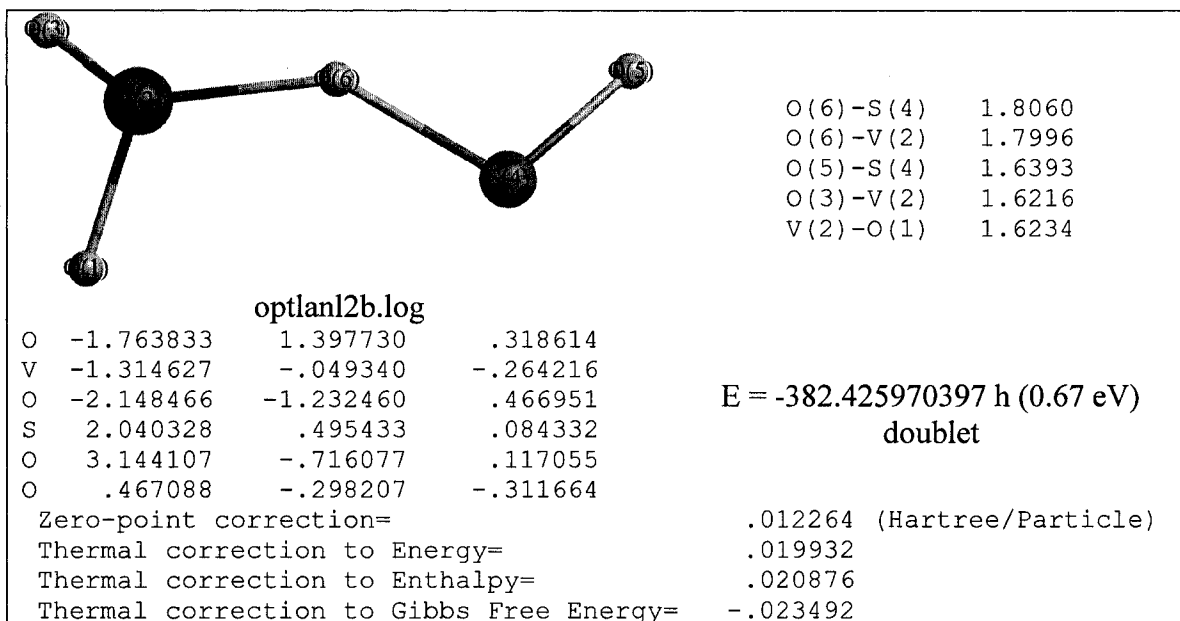 O(6)-S(4) 1.8060
O(6)-V(2) 1.7996
O(5)-S(4) 1.6393
O(3)-V(2) 1.6216
V(2)-O(1) 1.6234
optlanl2b.log
O -1.763833 1.397730 .318614
V -1.314627 -.049340 -.264216
O -2.148466 -1.232460 .466951
S 2.040328 .495433 .084332
O 3.144107 -.716077 .117055
O .467088 -.298207 -.311664
E = -382.425970397 h (0.67 eV)
doublet
Zero-point correction= .012264 (Hartree/Particle)
Thermal correction to Energy= .019932
Thermal correction to Enthalpy= .020876
Thermal correction to Gibbs Free Energy= -.023492